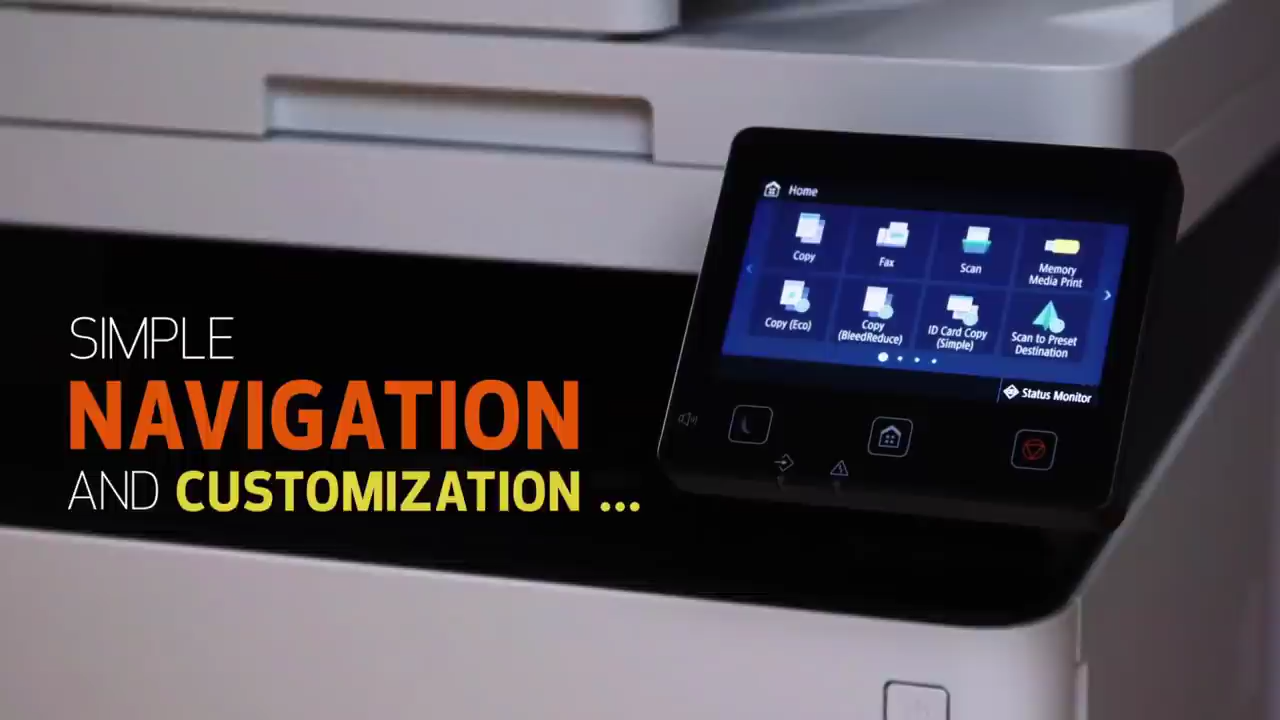 Home
Copy
Fax
Scan
Memory
Media Print
Copy (Eco)
Copy
(BleedReduce)
ID Card Copy
(Simple)
Scan to Preset
Destination
Status Monitor
SIMPLE
NAVIGATION
AND CUSTOMIZATION ...